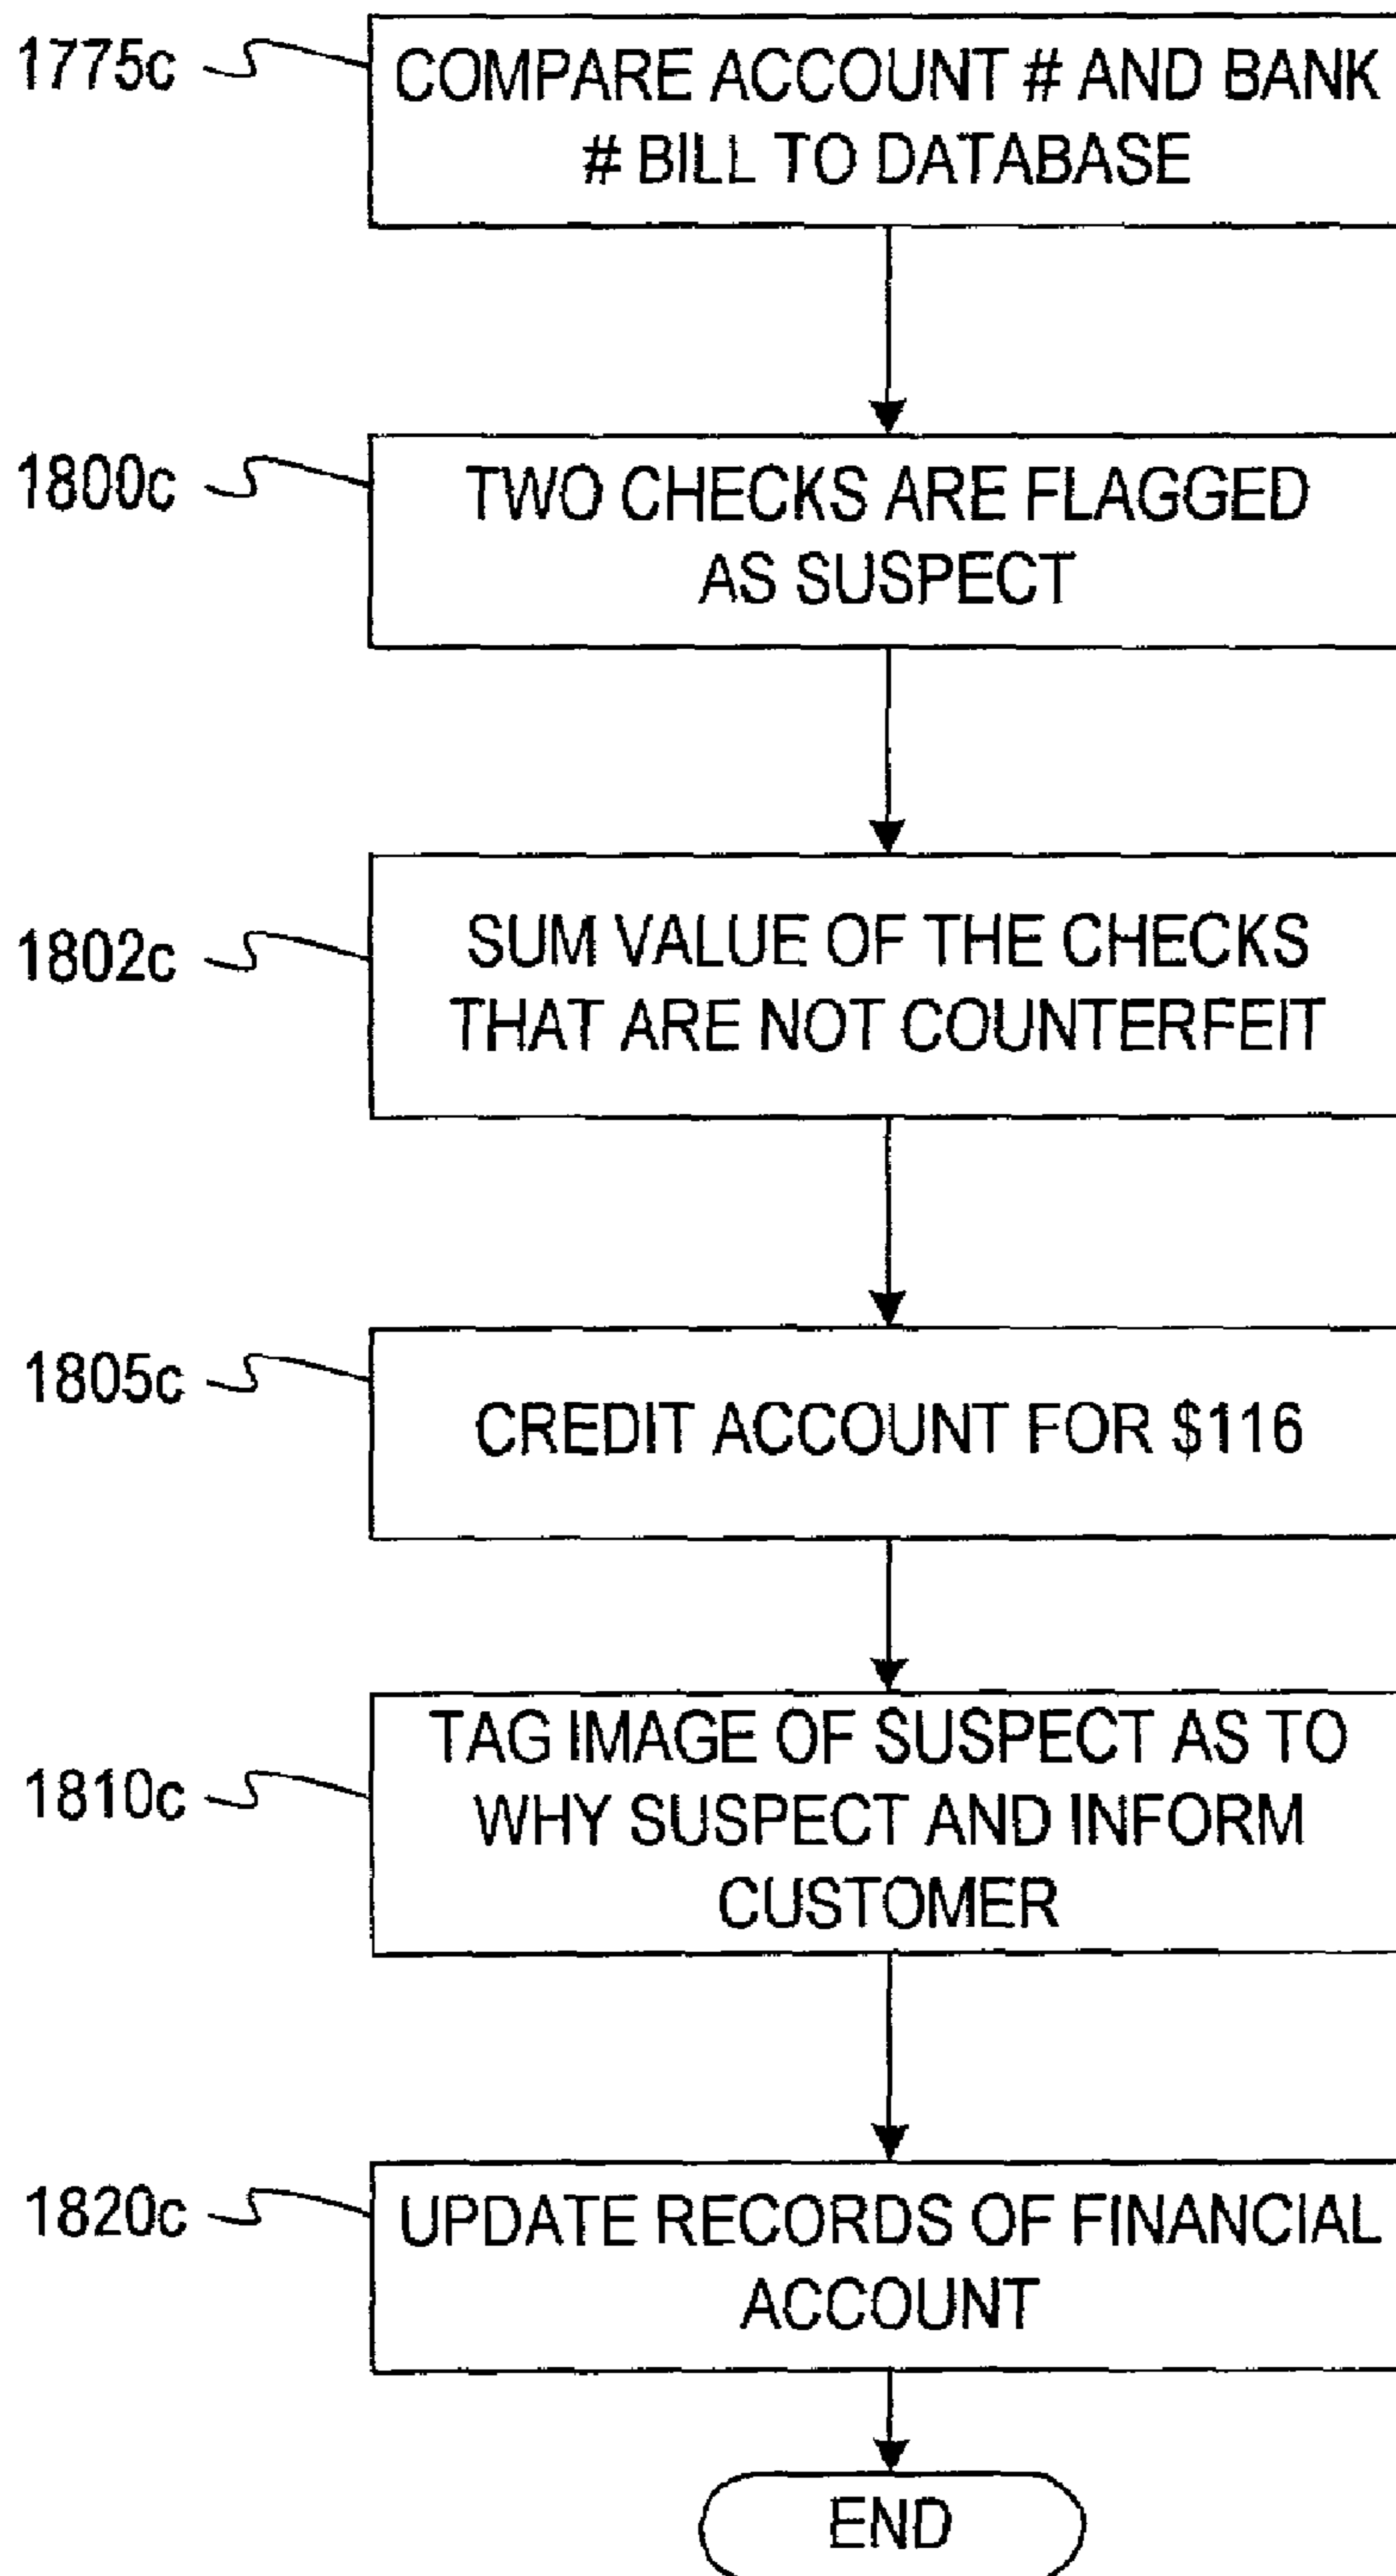 1775c
COMPARE ACCOUNT # AND BANK
# BILL TO DATABASE
1800c
TWO CHECKS ARE FLAGGED
AS SUSPECT
1802c
SUM VALUE OF THE CHECKS
THAT ARE NOT COUNTERFEIT
1805c
CREDIT ACCOUNT FOR $116
1810c
TAG IMAGE OF SUSPECT AS TO
WHY SUSPECT AND INFORM
CUSTOMER
1820c
UPDATE RECORDS OF FINANCIAL
ACCOUNT
END